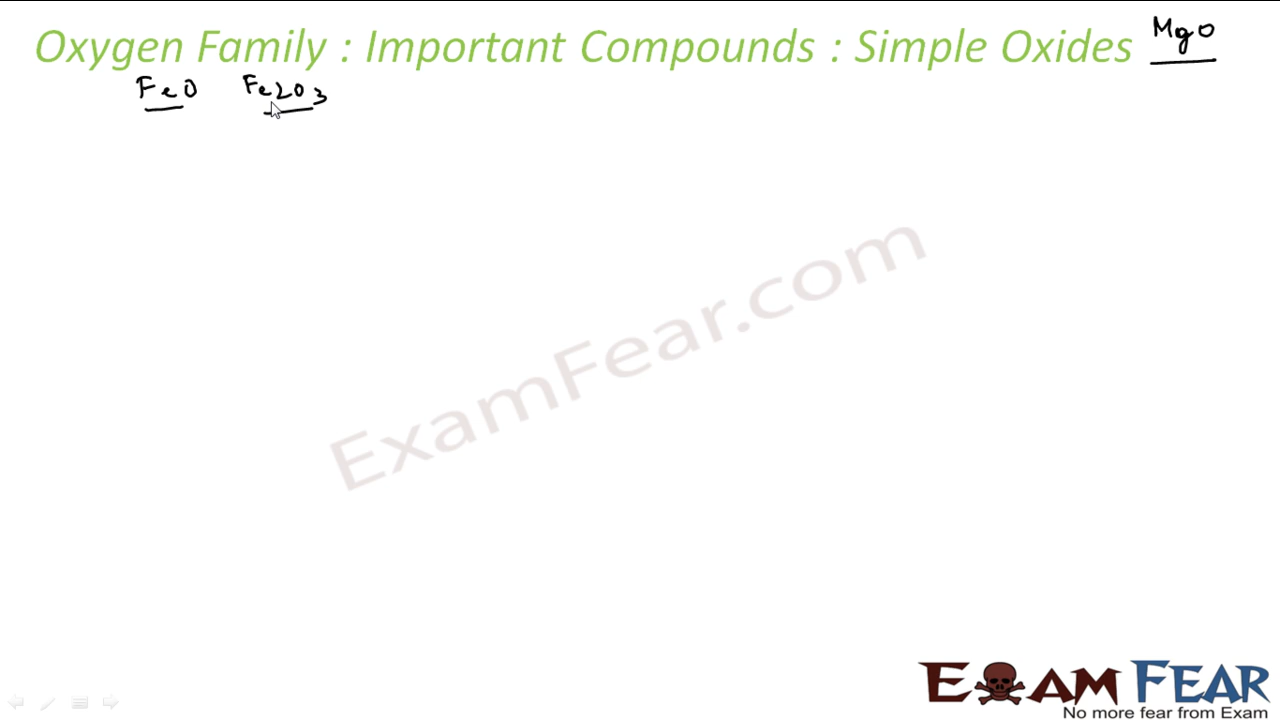 Oxygen Family : Important Compounds : Simple Oxides MgO
FeO Fe2O3
ExamFear.com
EXAM FEAR
No more fear from Exam